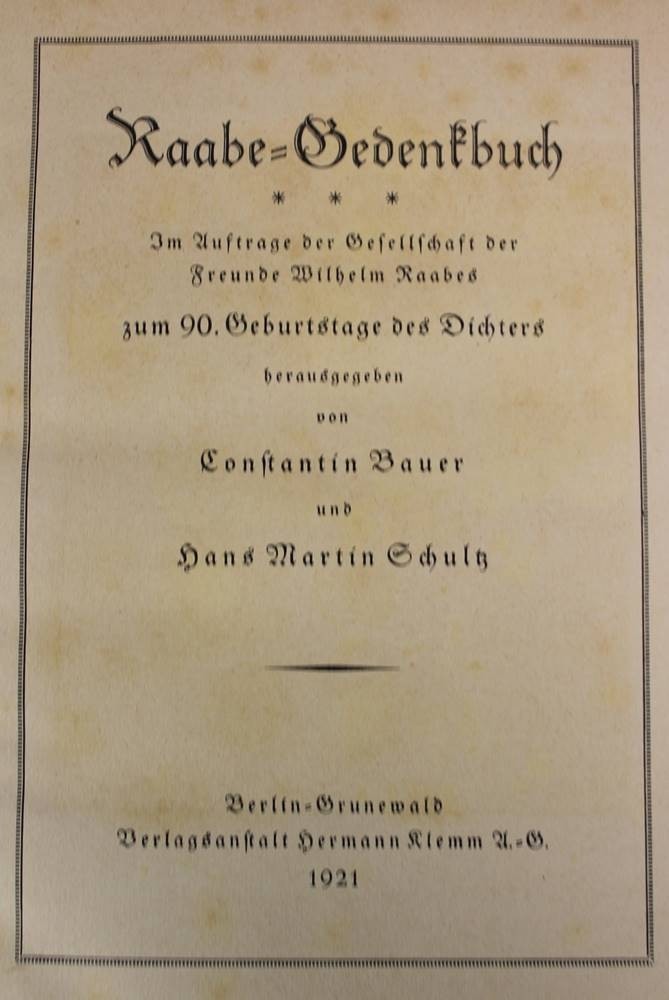 Raabe=Gedenkbuch
* * *
Im Auftrage der Gesellschaft der
Freunde Wilhelm Raabes
zum 90. Geburtstage des Dichters
herausgegeben
von
Constantin Bauer
und
Hans Martin Schultz
Berlin=Grunewald
Verlagsanstalt Hermann Klemm A.=G.
1921